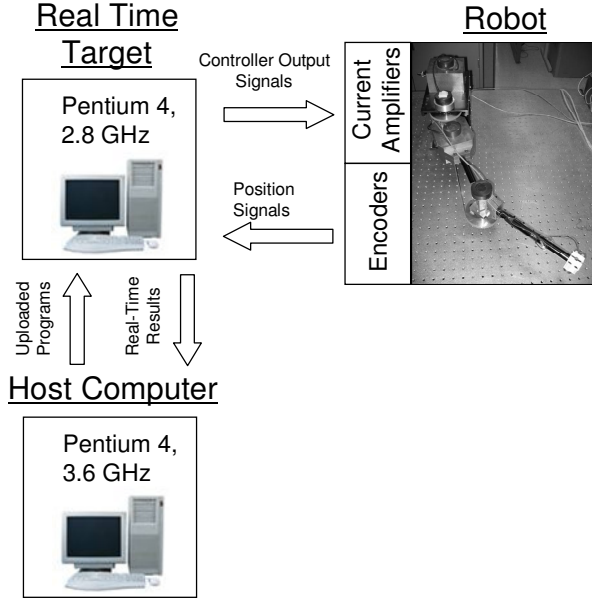 Real Time
Target
Robot
Controller Output
Signals
Pentium 4,
2.8 GHz
Current
Amplifiers
Position
Signals
Encoders
Uploaded
Programs
Real-Time
Results
Host Computer
Pentium 4,
3.6 GHz